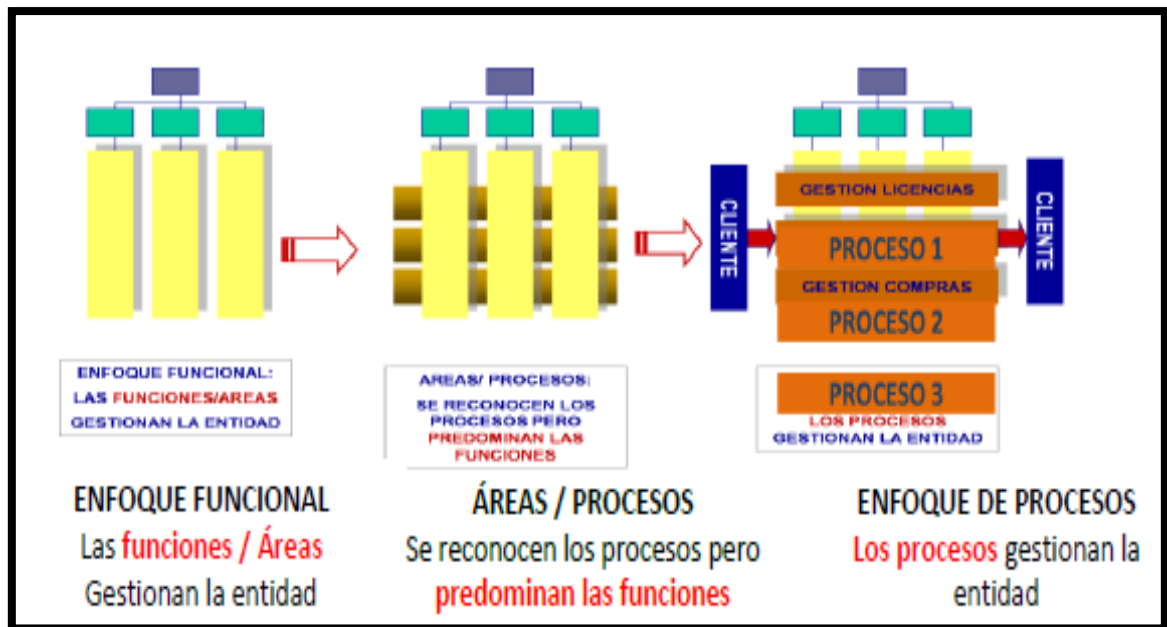 GESTION LICENCIAS
CLIENTE
CLIENTE
PROCESO 1
GESTION COMPRAS
PROCESO 2
ENFOQUE FUNCIONAL:
LAS FUNCIONES/AREAS
GESTIONAN LA ENTIDAD
AREAS/ PROCESOS:
SE RECONOCEN LOS
PROCESOS PERO
PREDOMINAN LAS
FUNCIONES
PROCESO 3
LOS PROCESOS
GESTIONAN LA ENTIDAD
ENFOQUE FUNCIONAL
Las funciones / Áreas
Gestionan la entidad
ÁREAS / PROCESOS
Se reconocen los procesos pero
predominan las funciones
ENFOQUE DE PROCESOS
Los procesos gestionan la
entidad